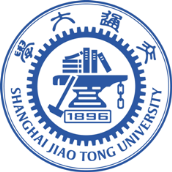 交通大學
1896
SHANGHAI JIAO TONG UNIVERSITY